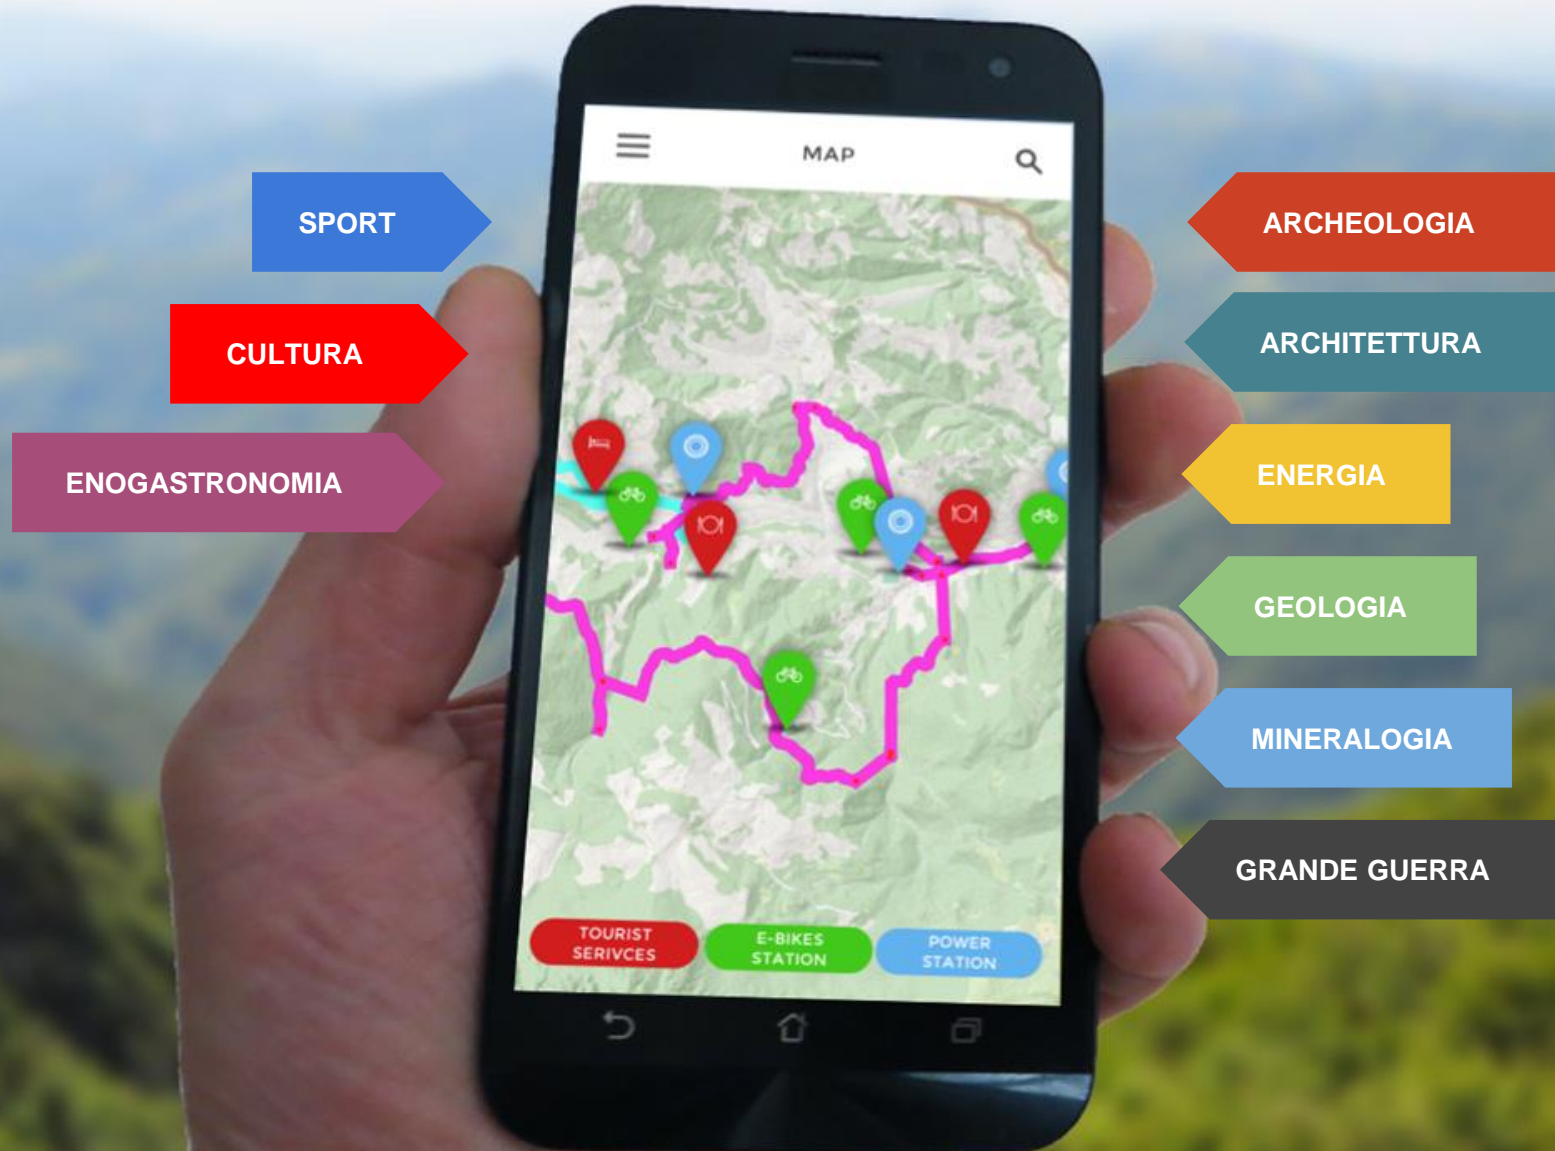 MAP
SPORT
CULTURA
ENOGASTRONOMIA
ARCHEOLOGIA
ARCHITETTURA
ENERGIA
GEOLOGIA
MINERALOGIA
GRANDE GUERRA
TOURIST
SERIVCES
E-BIKES
STATION
POWER
STATION